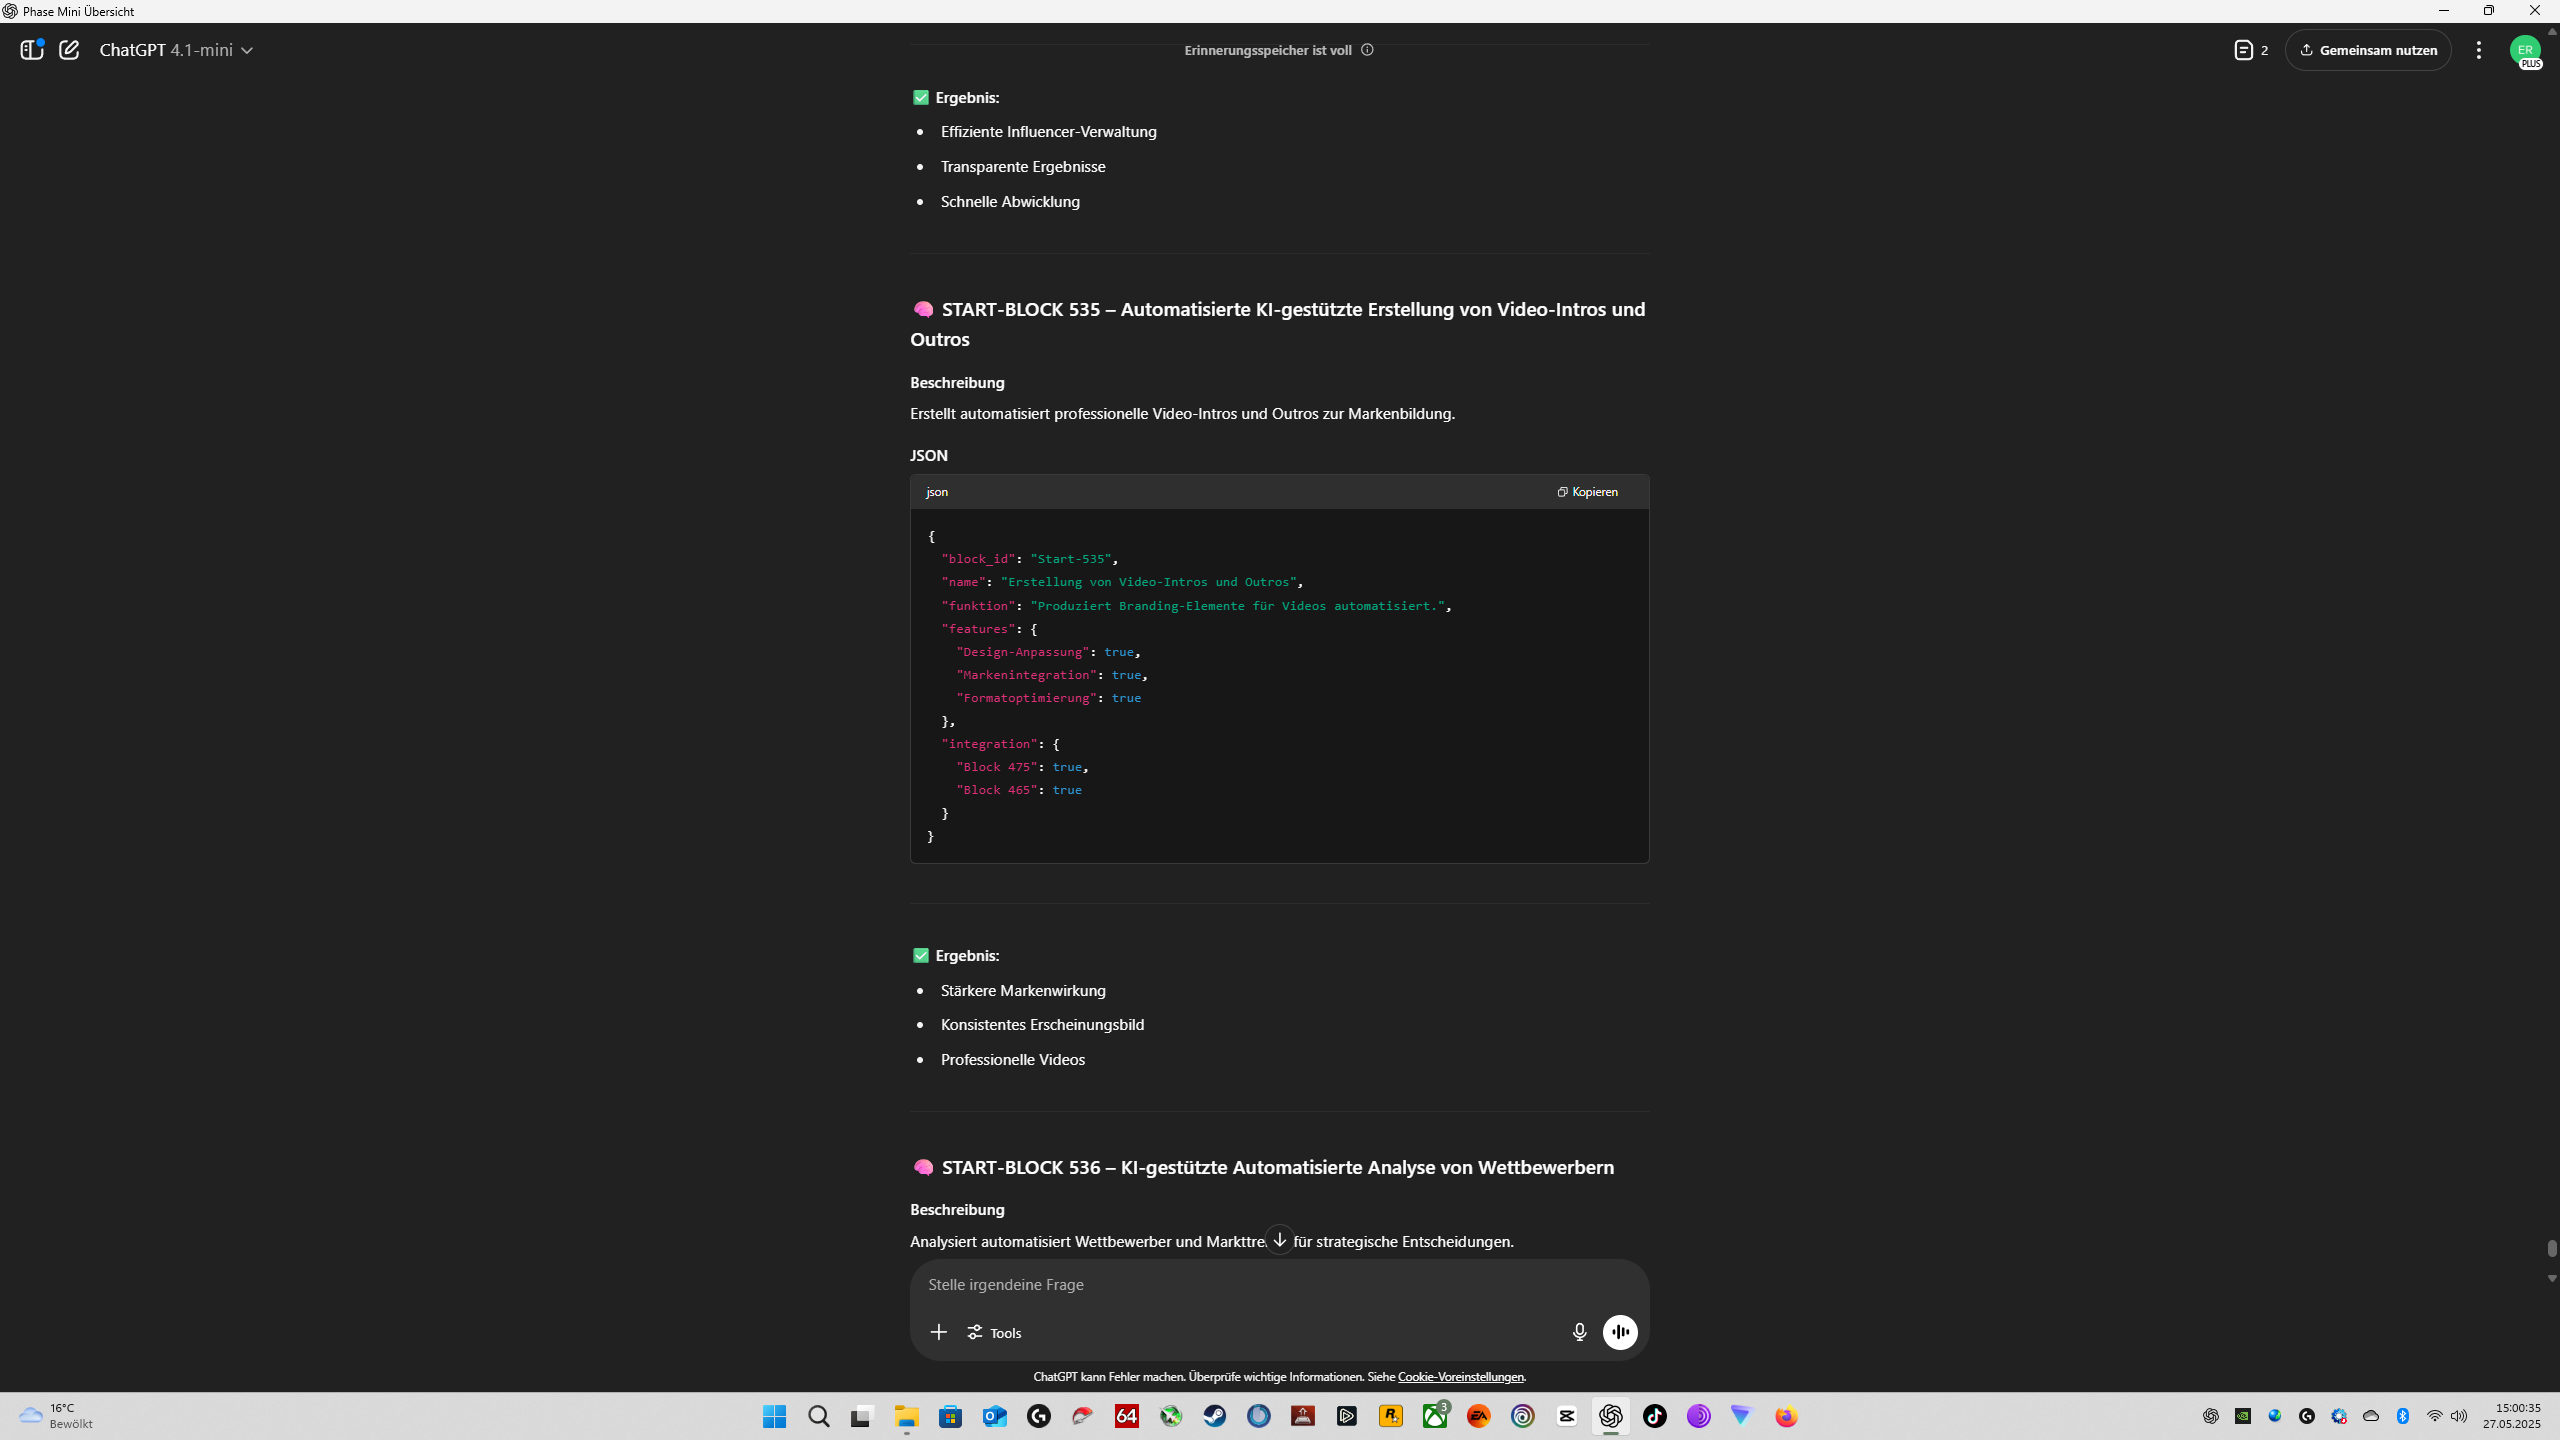 Phase Mini Übersicht
ChatGPT 4.1-mini
Erinnerungsspeicher ist voll
2
Gemeinsam nutzen
ER
PLUS
✅ Ergebnis:
• Effiziente Influencer-Verwaltung
• Transparente Ergebnisse
• Schnelle Abwicklung
🧠 START-BLOCK 535 – Automatisierte KI-gestützte Erstellung von Video-Intros und
Outros
Beschreibung
Erstellt automatisiert professionelle Video-Intros und Outros zur Markenbildung.
JSON
json
Kopieren
{
"block_id": "Start-535",
"name": "Erstellung von Video-Intros und Outros",
"funktion": "Produziert Branding-Elemente für Videos automatisiert.",
"features": {
"Design-Anpassung": true,
"Markenintegration": true,
"Formatoptimierung": true
},
"integration": {
"Block 475": true,
"Block 465": true
}
}
✅ Ergebnis:
• Stärkere Markenwirkung
• Konsistentes Erscheinungsbild
• Professionelle Videos
🧠 START-BLOCK 536 – KI-gestützte Automatisierte Analyse von Wettbewerbern
Beschreibung
Analysiert automatisiert Wettbewerber und Markttre für strategische Entscheidungen.
Stelle irgendeine Frage
Tools
ChatGPT kann Fehler machen. Überprüfe wichtige Informationen. Siehe Cookie-Voreinstellungen.
16°C
Bewölkt
64
3
EA
15:00:35
27.05.2025